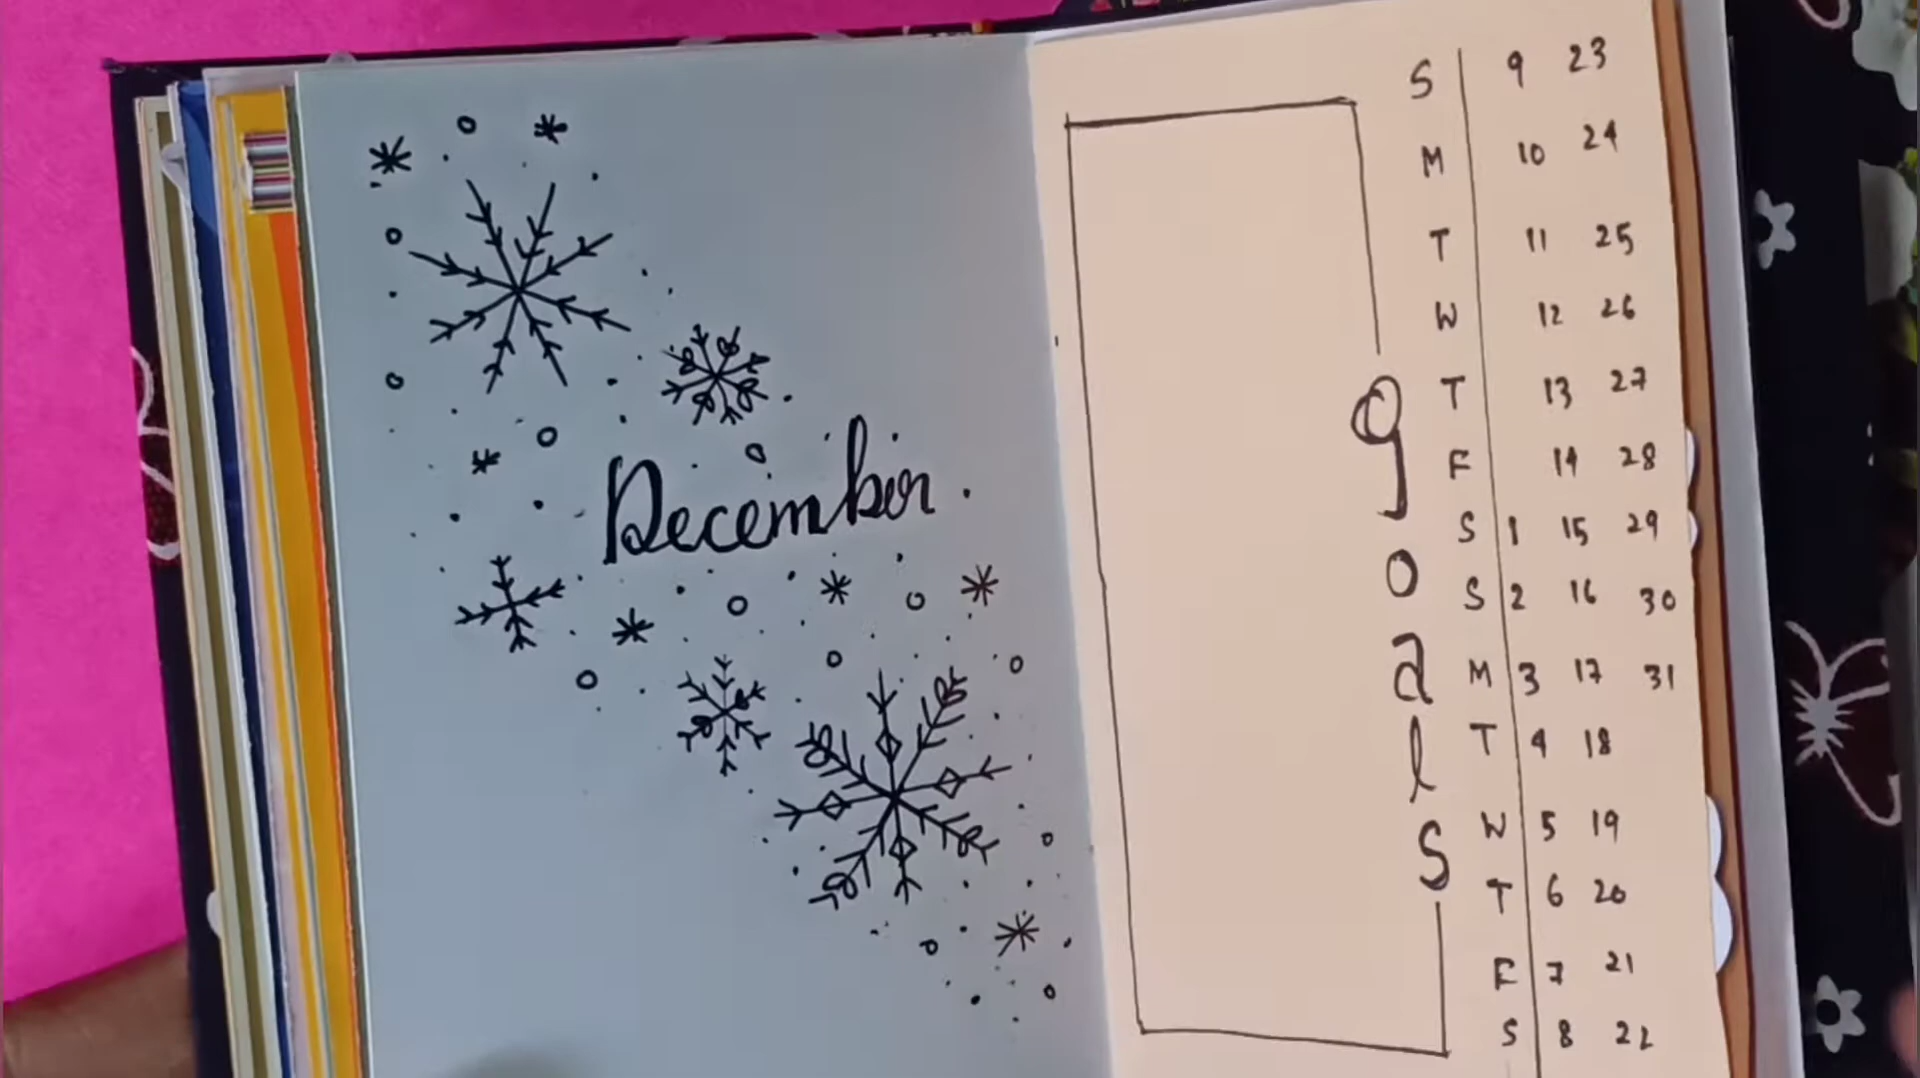 December
goals
S 9 23
M 10 24
T 11 25
W 12 26
T 13 27
F 14 28
S 1 15 29
S 2 16 30
M 3 17 31
T 4 18
W 5 19
T 6 20
F 7 21
S 8 22